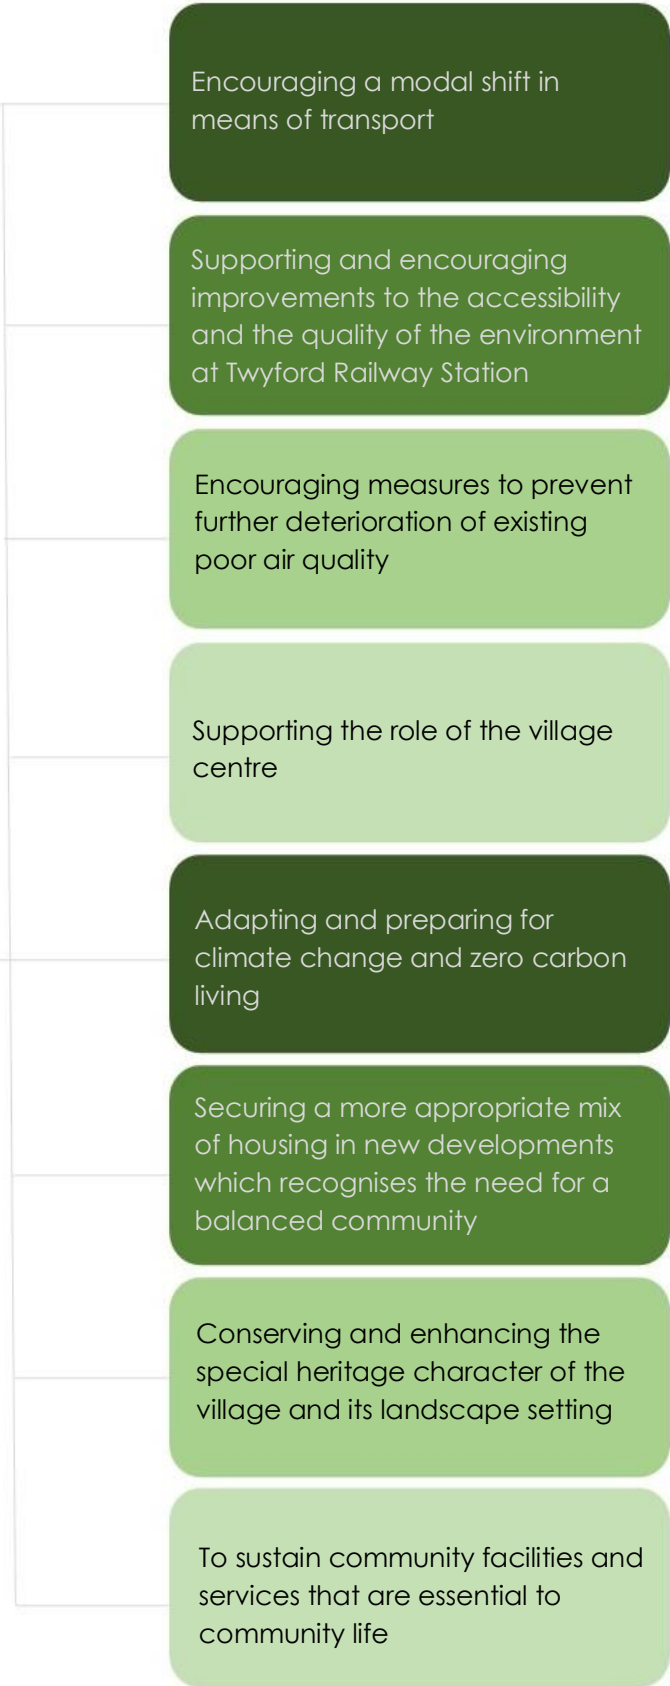 Encouraging a modal shift in
means of transport
Supporting and encouraging
improvements to the accessibility
and the quality of the environment
at Twyford Railway Station
Encouraging measures to prevent
further deterioration of existing
poor air quality
Supporting the role of the village
centre
Adapting and preparing for
climate change and zero carbon
living
Securing a more appropriate mix
of housing in new developments
which recognises the need for a
balanced community
Conserving and enhancing the
special heritage character of the
village and its landscape setting
To sustain community facilities and
services that are essential to
community life